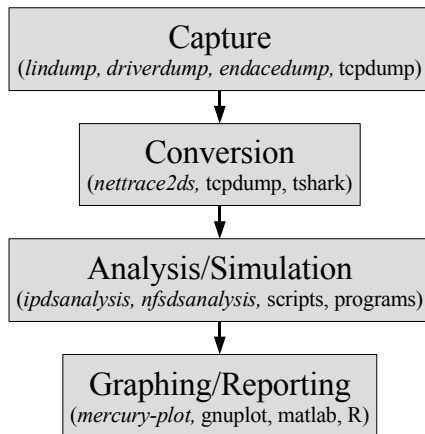 Capture
(lindump, driverdump, endacedump, tcpdump)
Conversion
(nettrace2ds, tcpdump, tshark)
Analysis/Simulation
(ipdsanalysis, nfsdsanalysis, scripts, programs)
Graphing/Reporting
(mercury-plot, gnuplot, matlab, R)